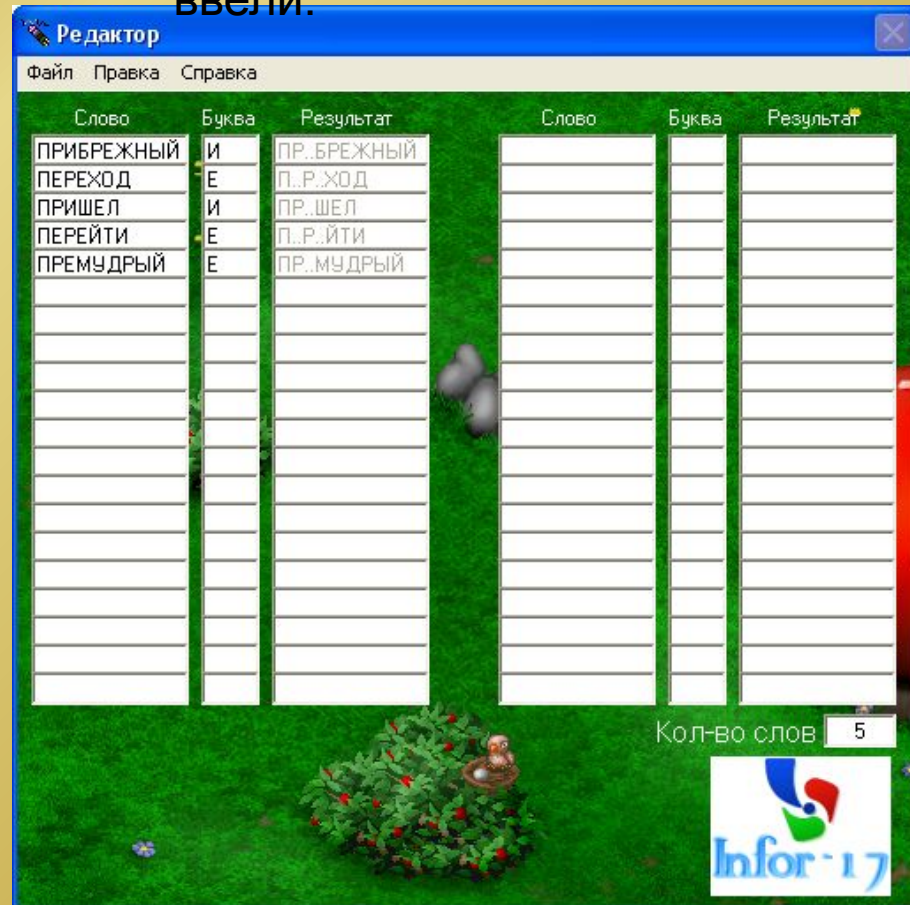 ввели.
Редактор
Файл Правка Справка
Слово Буква Результат Слово Буква Результат
ПРИБРЕЖНЫЙ И ПР..БРЕЖНЫЙ
ПЕРЕХОД Е П..Р..ХОД
ПРИШЕЛ И ПР..ШЕЛ
ПЕРЕЙТИ Е П..Р..ЙТИ
ПРЕМУДРЫЙ Е ПР..МУДРЫЙ
Кол-во слов 5
Infor-17